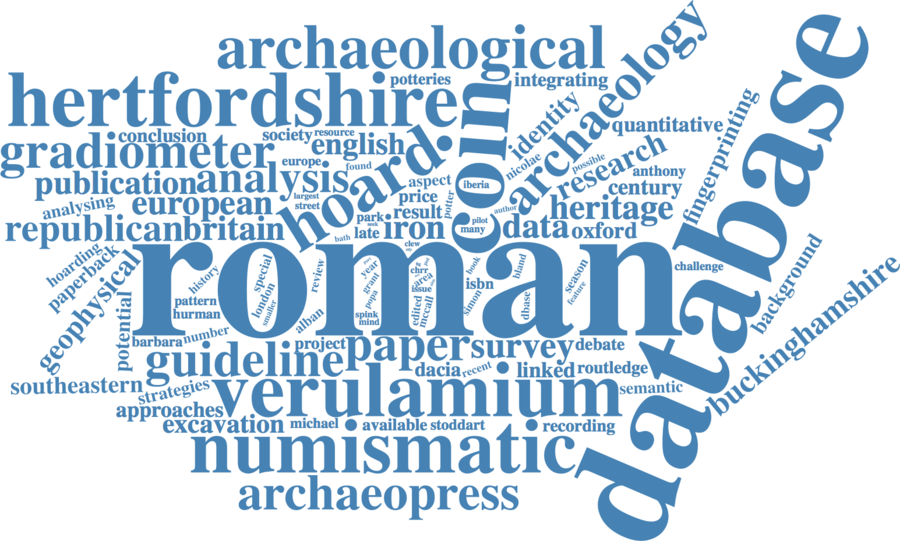 archaeological
potteries
integrating
archaeology
database
hertfordshire
coin
identity
quantitative
fingerprinting
conclusion
society
resource
english
gradiometer
europe
found
hoard
nicolae
possible
research
anthony
publication
analysis
largest
aspect
iberia
century
analysing
european
street
price
potter
author
heritage
republican
britain
park
result
pilot
many
data
oxford
late
iron
bath
clew
hoarding
paperback
geophysical
roman
history
special
london
smaller
review
year
grant
papa
chrr
area
issue
edited
mccall
book
isbn
simon
bland
dbase
season
feature
challenge
background
buckinghamshire
pattern
hurman
potential
alban
spink
mind
barbara
number
project
paper
survey
debate
guideline
dacia
recent
linked
routledge
southeastern
strategies
verulamium
semantic
approaches
excavation
michael
available
stoddart
recording
numismatic
archaeopress